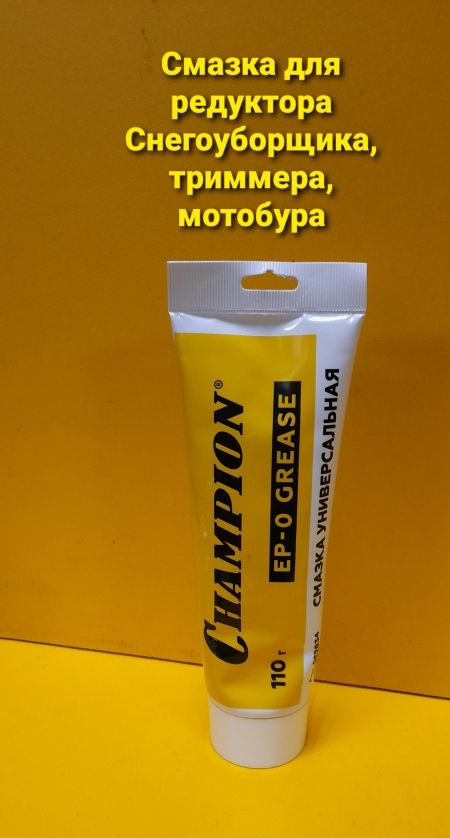 Смазка для
редуктора
Снегоуборщика,
триммера,
мотобура
CHAMPION®
EP-0 GREASE
110 г
СМАЗКА УНИВЕРСАЛЬНАЯ